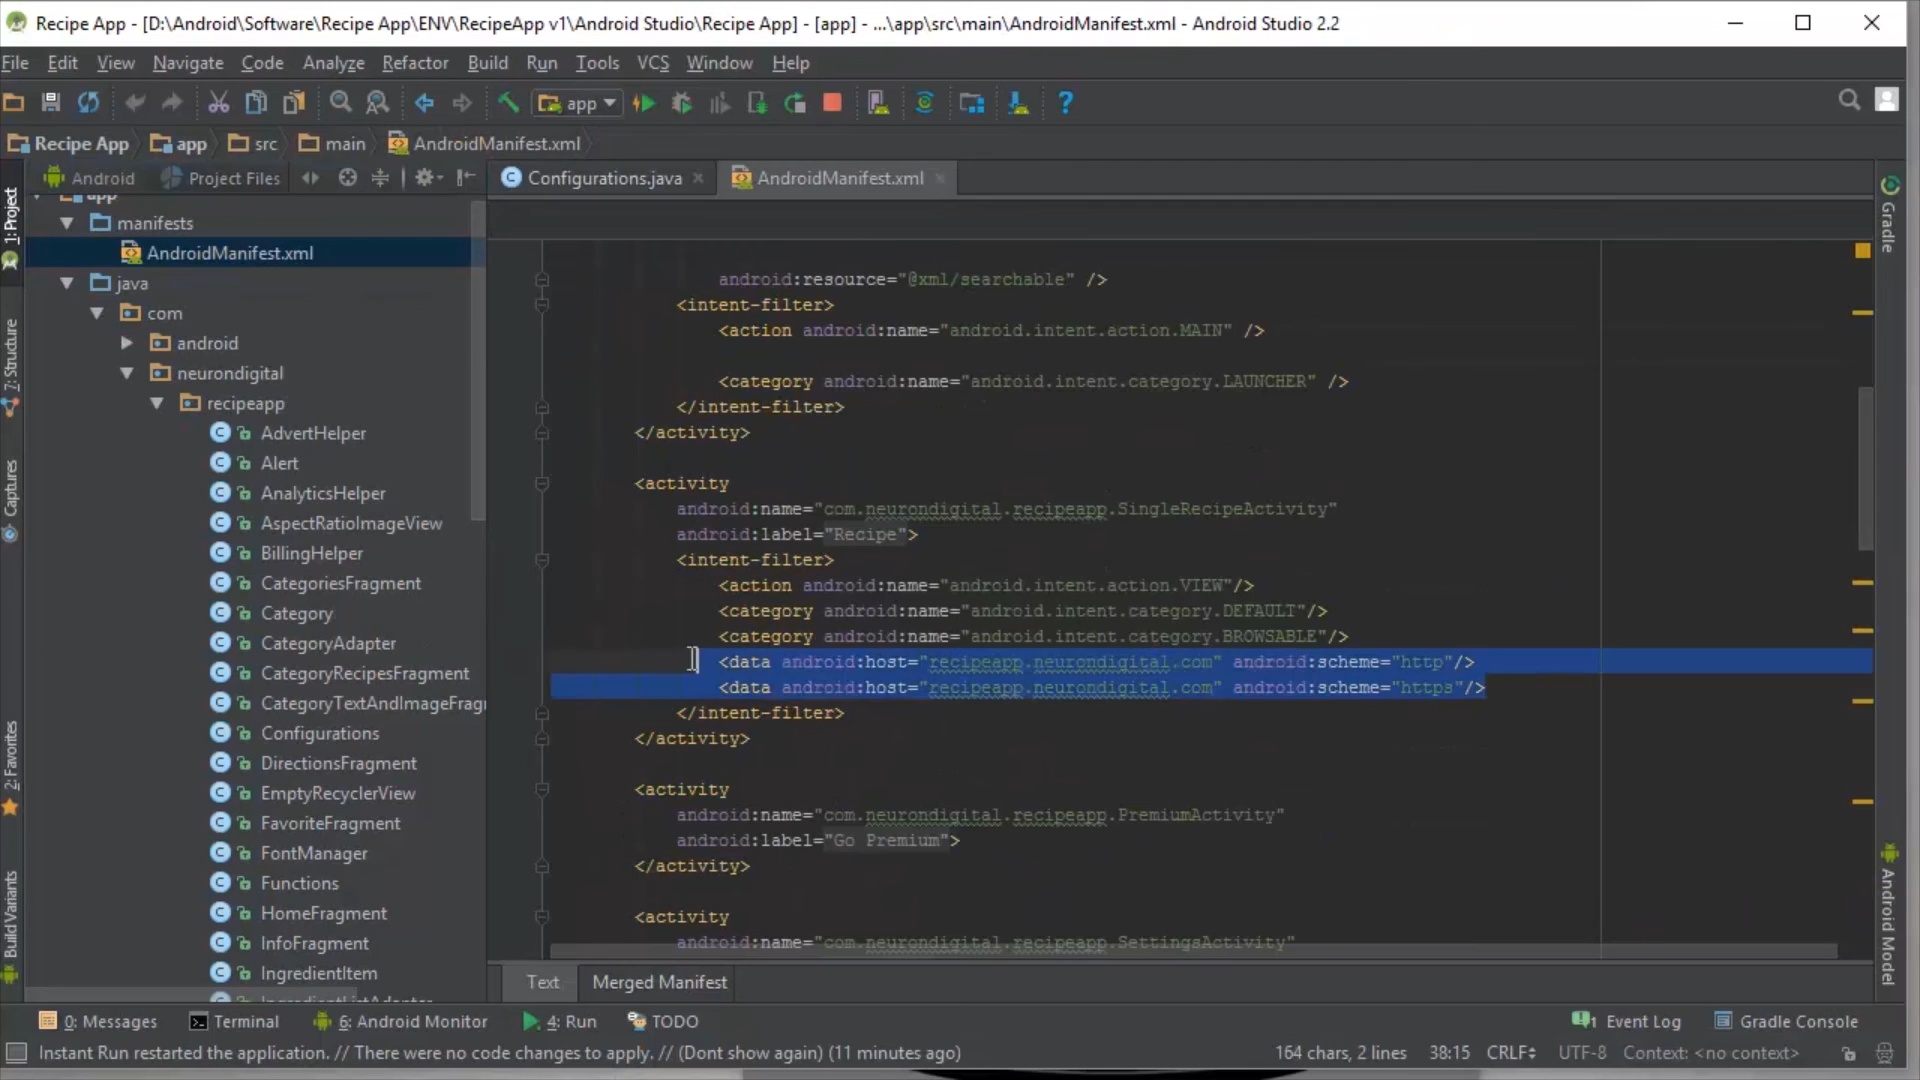 Recipe App - [D:\Android\Software\Recipe App\ENV\RecipeApp v1\Android Studio\Recipe App] - [app] - ...\app\src\main\AndroidManifest.xml - Android Studio 2.2
File Edit View Navigate Code Analyze Refactor Build Run Tools VCS Window Help
app
Recipe App app src main AndroidManifest.xml
Android Project Files
Configurations.java AndroidManifest.xml
1: Project
7: Structure
Captures
2: Favorites
Build Variants
app
manifests
AndroidManifest.xml
java
com
android
neurondigital
recipeapp
AdvertHelper
Alert
AnalyticsHelper
AspectRatioImageView
BillingHelper
CategoriesFragment
Category
CategoryAdapter
CategoryRecipesFragment
CategoryTextAndImageFrag
Configurations
DirectionsFragment
EmptyRecyclerView
FavoriteFragment
FontManager
Functions
HomeFragment
InfoFragment
IngredientItem
android:resource="@xml/searchable" />
<intent-filter>
<action android:name="android.intent.action.MAIN" />
<category android:name="android.intent.category.LAUNCHER" />
</intent-filter>
</activity>
<activity
android:name="com.neurondigital.recipeapp.SingleRecipeActivity"
android:label="Recipe">
<intent-filter>
<action android:name="android.intent.action.VIEW"/>
<category android:name="android.intent.category.DEFAULT"/>
<category android:name="android.intent.category.BROWSABLE"/>
<data android:host="recipeapp.neurondigital.com" android:scheme="http"/>
<data android:host="recipeapp.neurondigital.com" android:scheme="https"/>
</intent-filter>
</activity>
<activity
android:name="com.neurondigital.recipeapp.PremiumActivity"
android:label="Go Premium">
</activity>
<activity
android:name="com.neurondigital.recipeapp.SettingsActivity"
Text Merged Manifest
Gradle
Android Model
0: Messages Terminal 6: Android Monitor 4: Run TODO 1 Event Log Gradle Console
Instant Run restarted the application. // There were no code changes to apply. // (Dont show again) (11 minutes ago) 164 chars, 2 lines 38:15 CRLF UTF-8 Context: <no context>